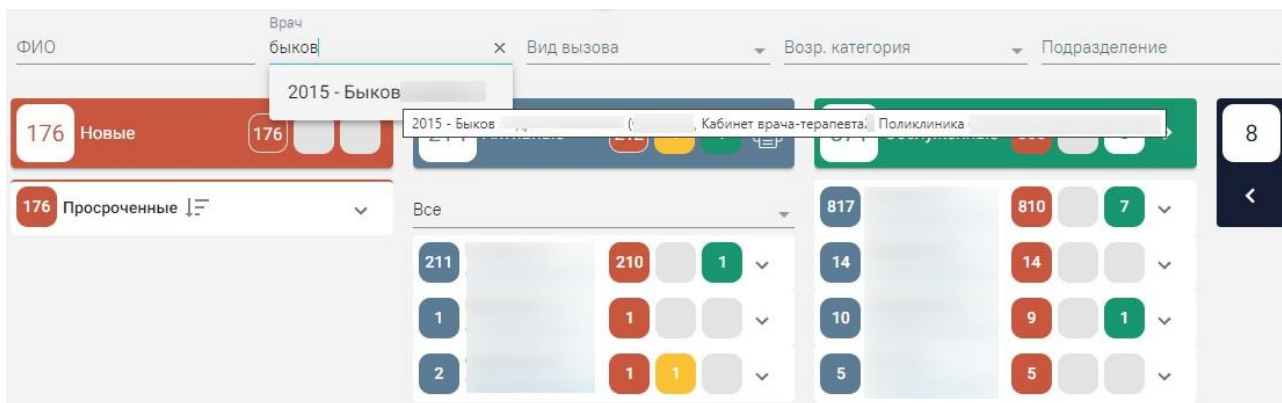 Врач
ФИО быков × Вид вызова Возр. категория Подразделение
2015 - Быков
2015 - Быков ( , Кабинет врача-терапевта Поликлиника
176 Новые 176
8
176 Просроченные
Все
817 810 7
211 210 1
14 14
1 1
10 9 1
2 1 1
5 5